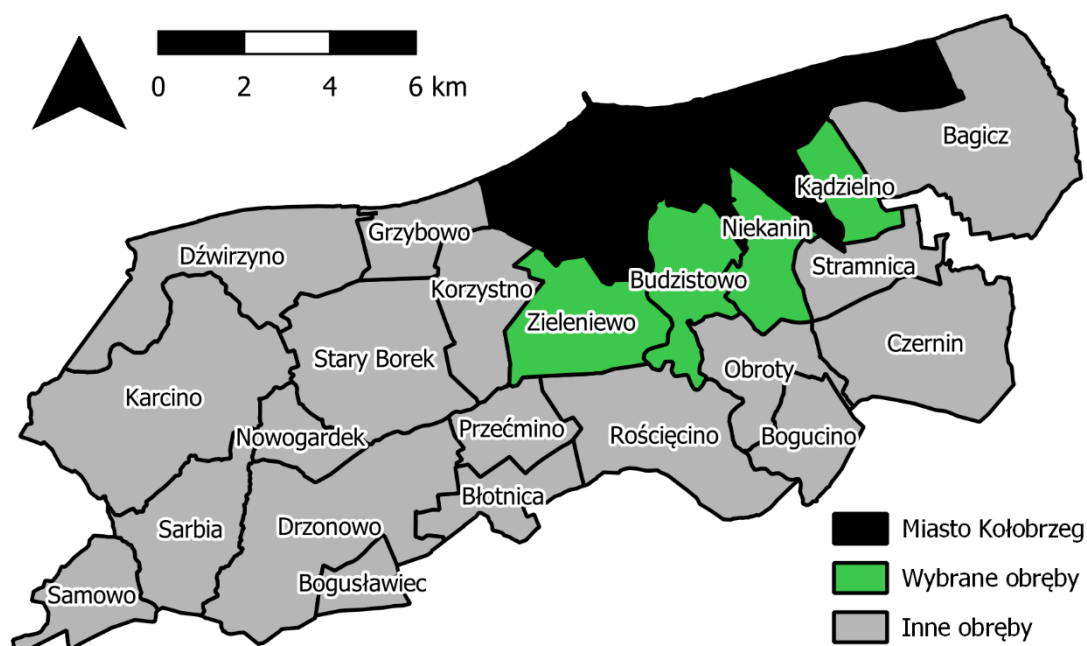 0 2 4 6 km
Bagicz
Kądzielno
Grzybowo
Niekanin
Dźwirzyno
Stramnica
Korzystno
Budzistowo
Zieleniewo
Czernin
Stary Borek
Obroty
Karcino
Przećmino
Rościęcino
Bogucino
Nowogardek
Błotnica
Sarbia
Drzonowo
Miasto Kołobrzeg
Bogusławiec
Wybrane obręby
Samowo
Inne obręby